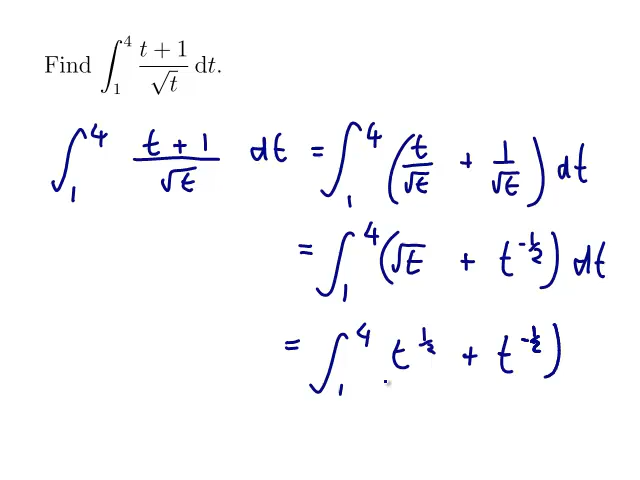 Find ∫₁⁴ (t + 1)/√t dt.
∫₁⁴ (t + 1)/√t dt = ∫₁⁴ (t/√t + 1/√t) dt
= ∫₁⁴ (√t + t^(-1/2)) dt
= ∫₁⁴ t^(1/2) + t^(-1/2))